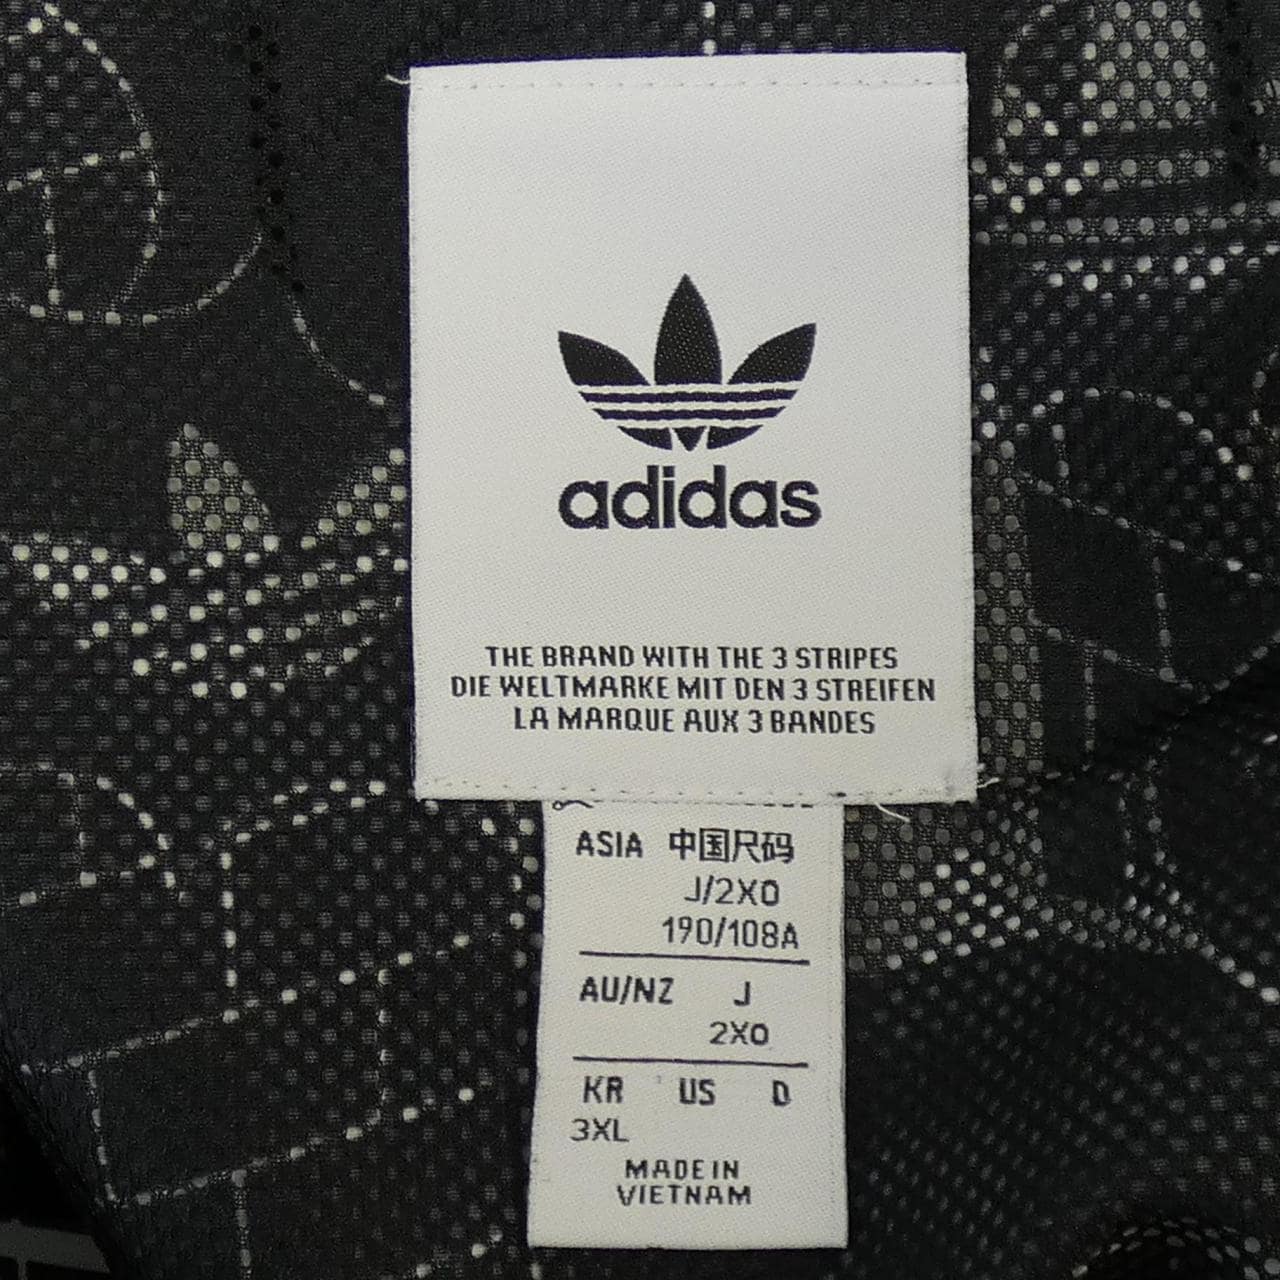 adidas
THE BRAND WITH THE 3 STRIPES
DIE WELTMARKE MIT DEN 3 STREIFEN
LA MARQUE AUX 3 BANDES
ASIA 中国尺码
J/2XO
190/108A
AU/NZ J
2XO
KR US D
3XL
MADE IN
VIETNAM